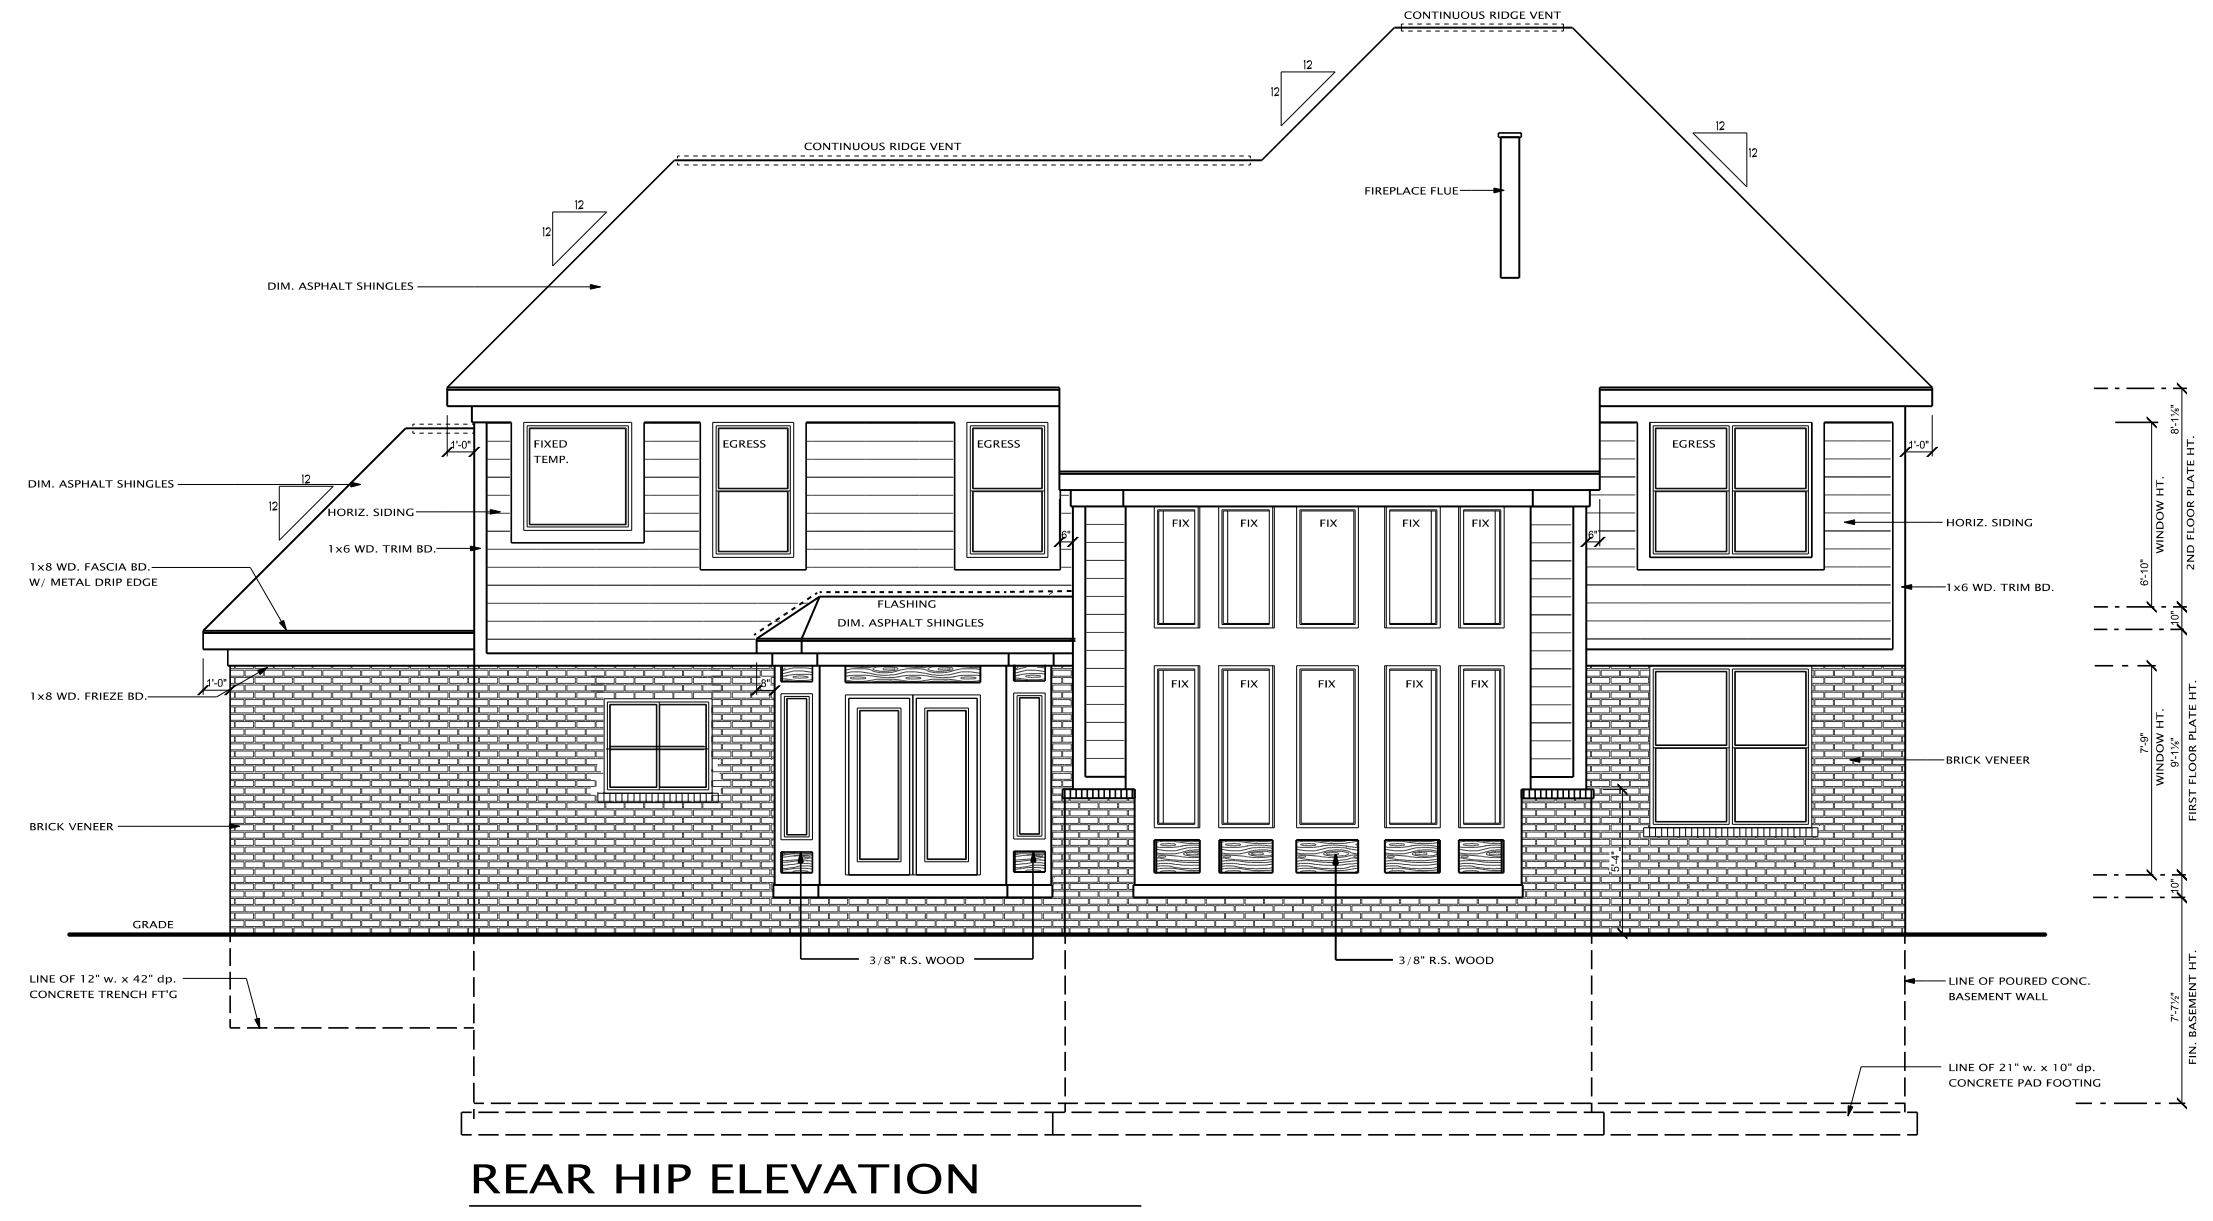 CONTINUOUS RIDGE VENT
12
12
12
12
CONTINUOUS RIDGE VENT
FIREPLACE FLUE
12
12
DIM. ASPHALT SHINGLES
1'-0"
FIXED
TEMP.
EGRESS
EGRESS
EGRESS
1'-0"
8'-1⅛"
2ND FLOOR PLATE HT.
12
12
DIM. ASPHALT SHINGLES
HORIZ. SIDING
FIX
FIX
FIX
FIX
FIX
HORIZ. SIDING
WINDOW HT.
6'-10"
1x6 WD. TRIM BD.
6"
6"
1x8 WD. FASCIA BD.
W/ METAL DRIP EDGE
1x6 WD. TRIM BD.
FLASHING
DIM. ASPHALT SHINGLES
10"
1'-0"
8"
FIX
FIX
FIX
FIX
FIX
1x8 WD. FRIEZE BD.
WINDOW HT.
7'-9"
9'-1⅛"
FIRST FLOOR PLATE HT.
BRICK VENEER
BRICK VENEER
5'-4"
10"
GRADE
3/8" R.S. WOOD
3/8" R.S. WOOD
LINE OF 12" w. x 42" dp.
CONCRETE TRENCH FT'G
LINE OF POURED CONC.
BASEMENT WALL
7'-7½"
FIN. BASEMENT HT.
LINE OF 21" w. x 10" dp.
CONCRETE PAD FOOTING
REAR HIP ELEVATION